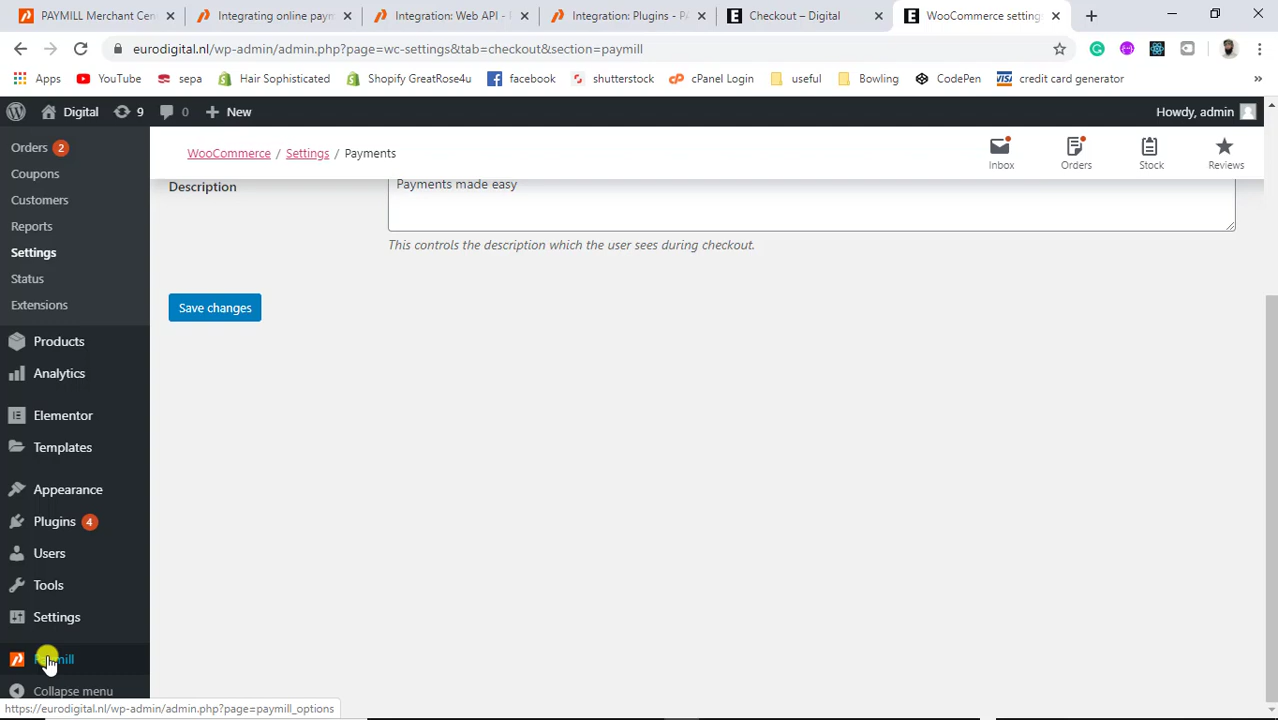 PAYMILL Merchant Cen
Integrating online paym
Integration: Web API -
Integration: Plugins - PA
Checkout – Digital
WooCommerce setting
eurodigital.nl/wp-admin/admin.php?page=wc-settings&tab=checkout&section=paymill
Apps
YouTube
sepa
Hair Sophisticated
Shopify GreatRose4u
facebook
shutterstock
cPanel Login
useful
Bowling
CodePen
VISA
credit card generator
»
Digital
9
0
New
Howdy, admin
Orders 2
Coupons
Customers
Reports
Settings
Status
Extensions
Products
Analytics
Elementor
Templates
Appearance
Plugins 4
Users
Tools
Settings
Collapse menu
WooCommerce / Settings / Payments
Inbox
Orders
Stock
Reviews
Description
Payments made easy
This controls the description which the user sees during checkout.
Save changes
https://eurodigital.nl/wp-admin/admin.php?page=paymill_options